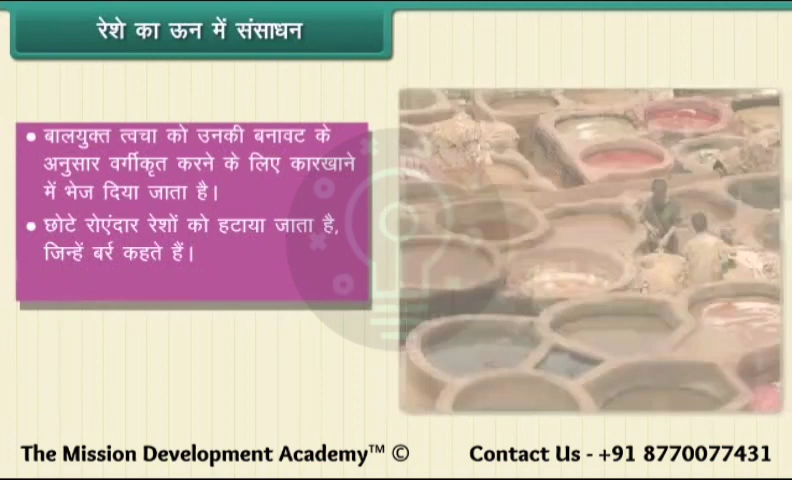 रेशे का ऊन में संसाधन
• बालयुक्त त्वचा को उनकी बनावट के
अनुसार वर्गीकृत करने के लिए कारखाने
में भेज दिया जाता है।
• छोटे रोएंदार रेशों को हटाया जाता है,
जिन्हें बर्र कहते हैं।
The Mission Development Academy™ ©
Contact Us - +91 8770077431